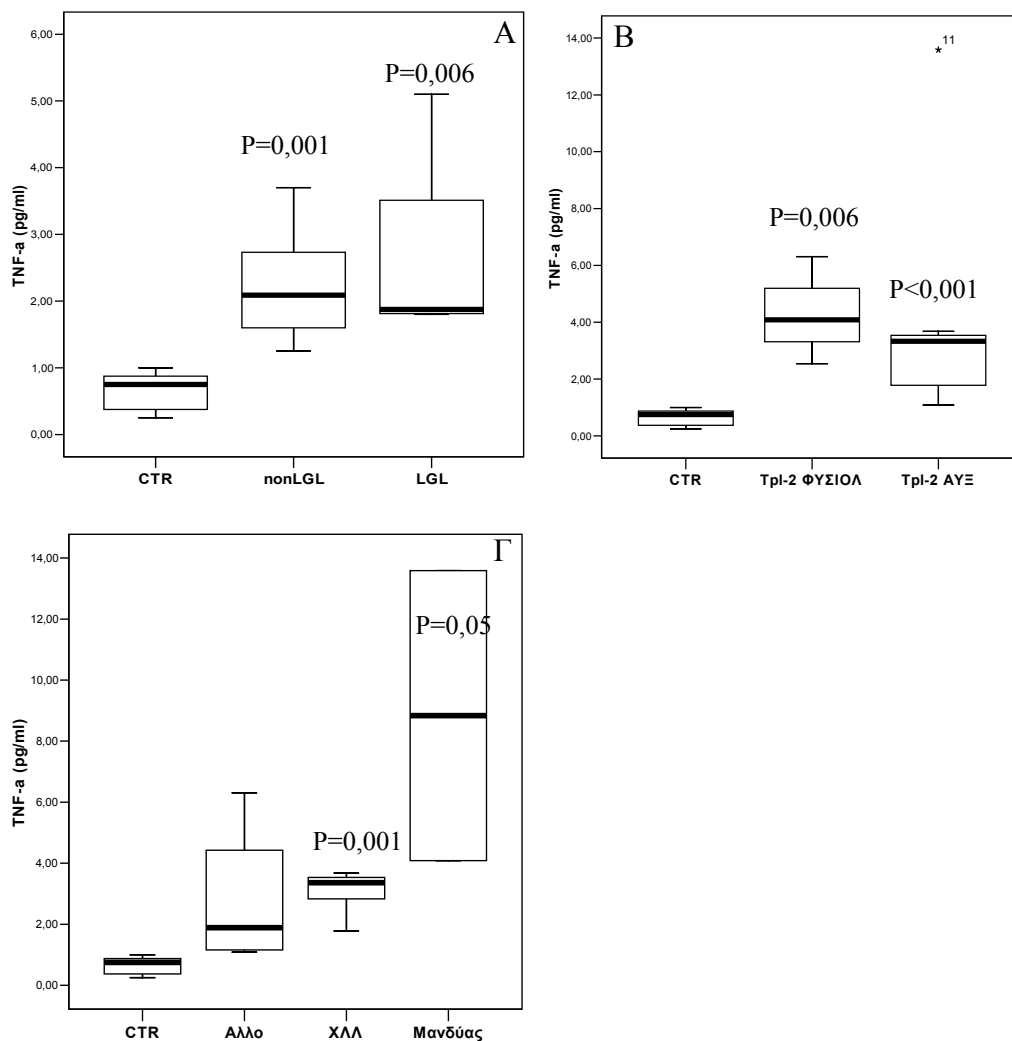 A
P=0,006
P=0,001
TNF-a (pg/ml)
6,00
5,00
4,00
3,00
2,00
1,00
0,00
CTR nonLGL LGL
B
*11
P=0,006
P<0,001
TNF-a (pg/ml)
14,00
12,00
10,00
8,00
6,00
4,00
2,00
0,00
CTR Tpl-2 ΦΥΣΙΟΛ Tpl-2 ΑΥΞ
Γ
P=0,05
P=0,001
TNF-a (pg/ml)
14,00
12,00
10,00
8,00
6,00
4,00
2,00
0,00
CTR Αλλο ΧΛΛ Μανδύας